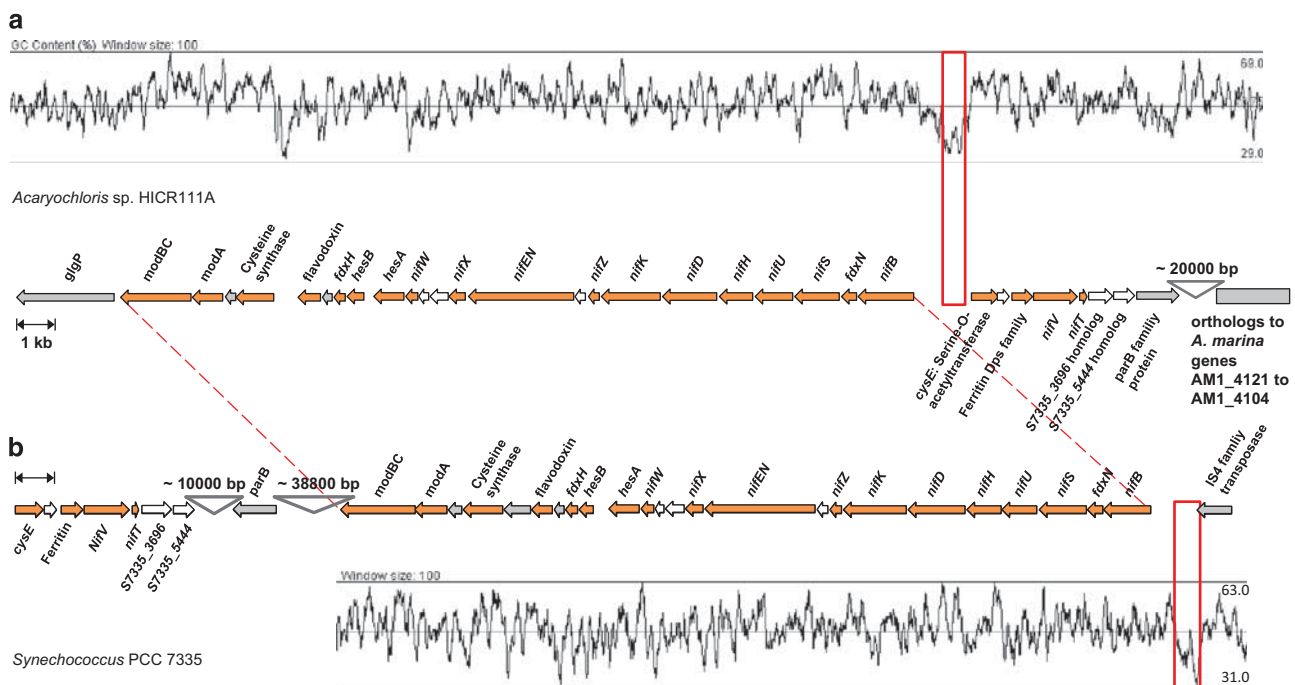 a
GC Content (%) Window size: 100
69.0
29.0
Acaryochloris sp. HICR111A
glgP
modBC
modA
Cysteine
synthase
flavodoxin
fdxH
hesB
hesA
nifW
nifX
nifEN
nifZ
nifK
nifD
nifH
nifU
nifS
fdxN
nifB
~ 20000 bp
1 kb
cysE: Serine-O-
acetyltransferase
Ferritin Dps family
nifV
nifT
S7335_3696 homolog
S7335_5444 homolog
parB familiy
protein
orthologs to
A. marina
genes
AM1_4121 to
AM1_4104
b
~ 10000 bp
parB
~ 38800 bp
modBC
modA
Cysteine
synthase
flavodoxin
fdxH
hesB
hesA
nifW
nifX
nifEN
nifZ
nifK
nifD
nifH
nifU
nifS
fdxN
nifB
IS4 family
transposase
cysE
Ferritin
NifV
nifT
S7335_3696
S7335_5444
Window size: 100
63.0
31.0
Synechococcus PCC 7335